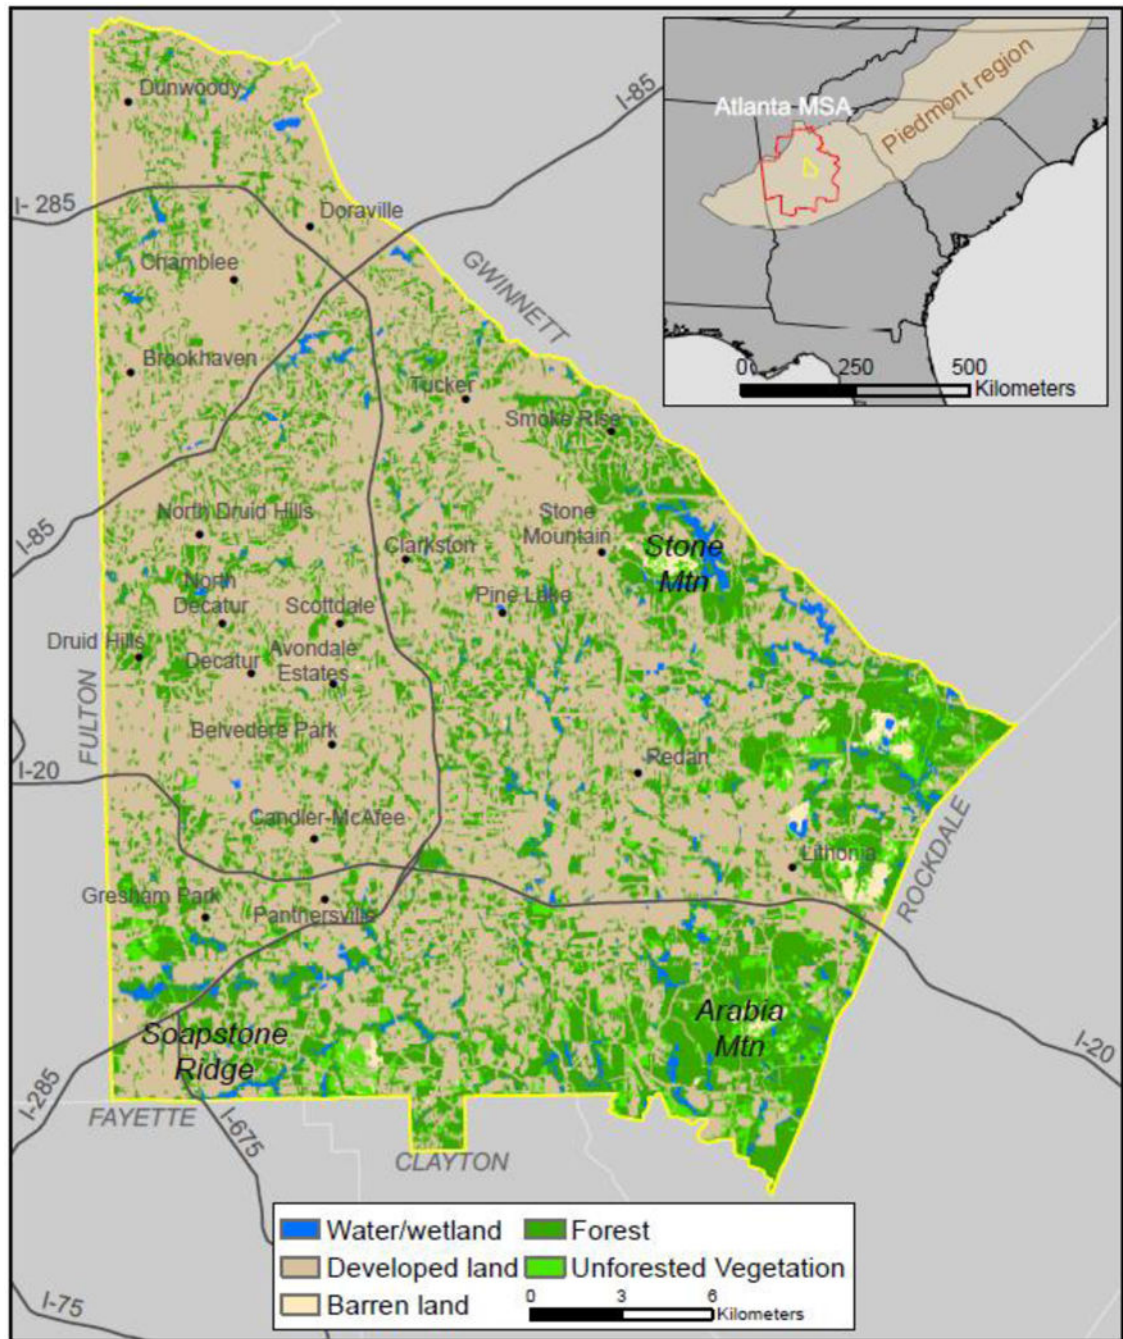 Dunwoody
I-85
Atlanta MSA
Piedmont region
I- 285
Doraville
Chamblee
GWINNETT
Brookhaven
Tucker
0 250 500
Kilometers
Smoke Rise
North Druid Hills
Stone
Mountain
Stone
Mtn
I-85
Clarkston
North
Decatur
Scottdale
Pine Lake
Druid Hills
Decatur
Avondale
Estates
FULTON
Belvedere Park
Redan
I-20
Candler-McAfee
Lithonia
ROCKDALE
Gresham Park
Panthersville
Soapstone
Ridge
Arabia
Mtn
I-20
I-285
FAYETTE
I-675
CLAYTON
Water/wetland
Forest
Developed land
Unforested Vegetation
Barren land
0 3 6
Kilometers
I-75